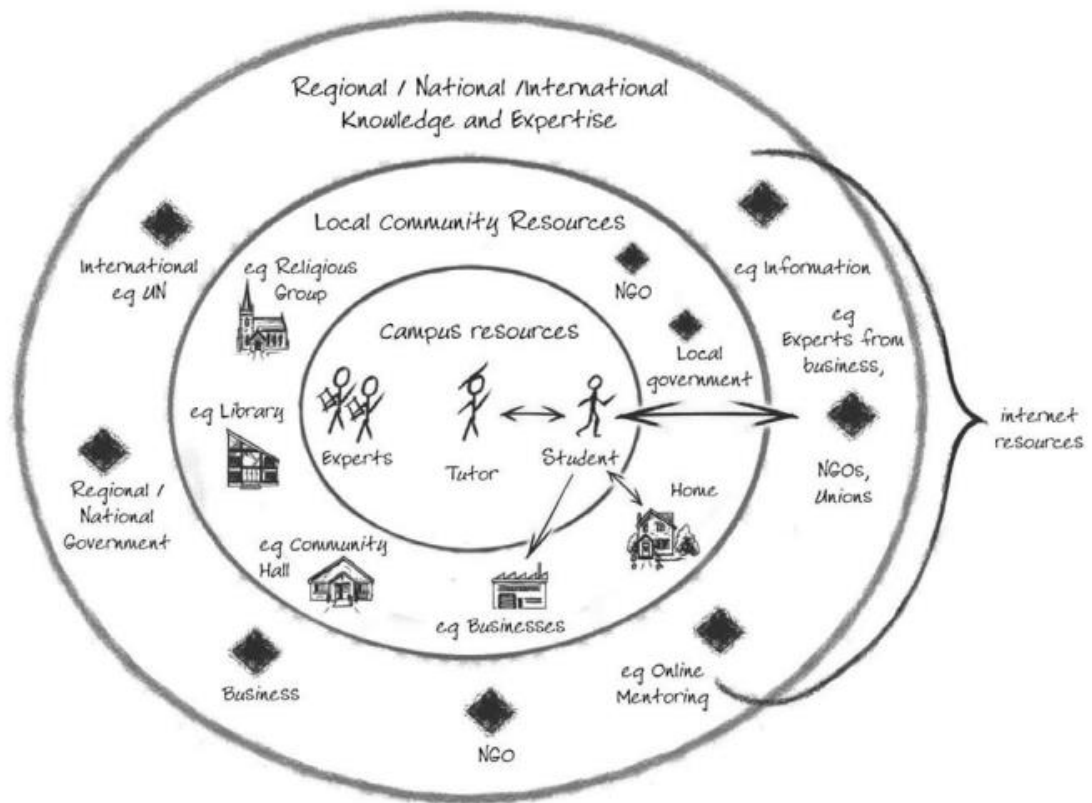 Regional / National /International
Knowledge and Expertise
Local Community Resources
International
eg UN
eg Religious
Group
NGO
eg Information
Campus resources
Local
government
eg
Experts from
business,
eg Library
Experts
Tutor
Student
internet
resources
Home
NGOs,
Unions
Regional /
National
Government
eg Community
Hall
eg Businesses
eg Online
Mentoring
Business
NGO